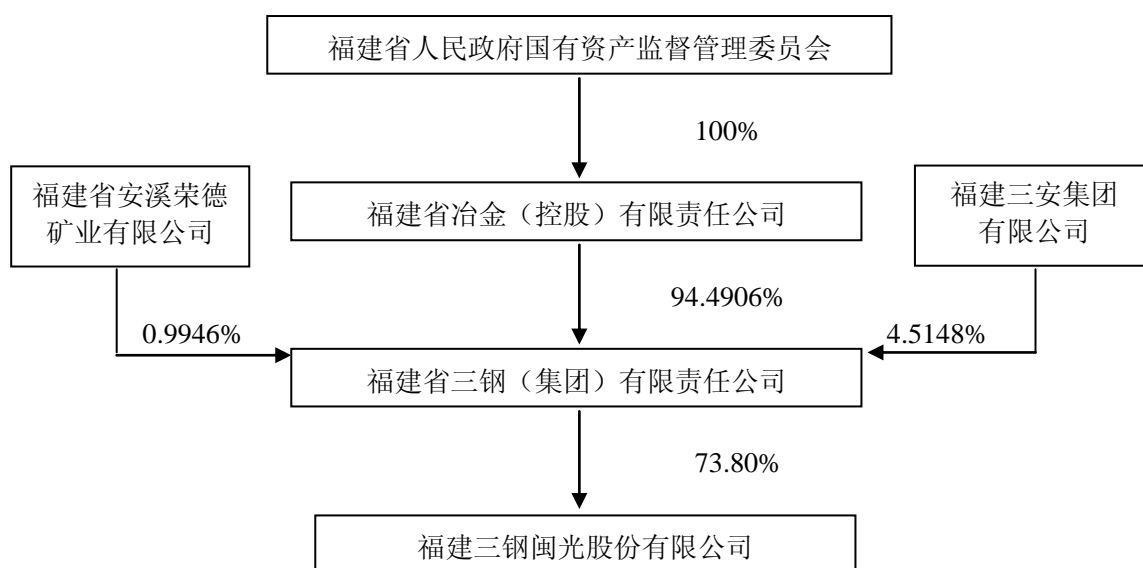 福建省人民政府国有资产监督管理委员会
100%
福建省安溪荣德
矿业有限公司
福建省冶金（控股）有限责任公司
福建三安集团
有限公司
94.4906%
0.9946%
4.5148%
福建省三钢（集团）有限责任公司
73.80%
福建三钢闽光股份有限公司